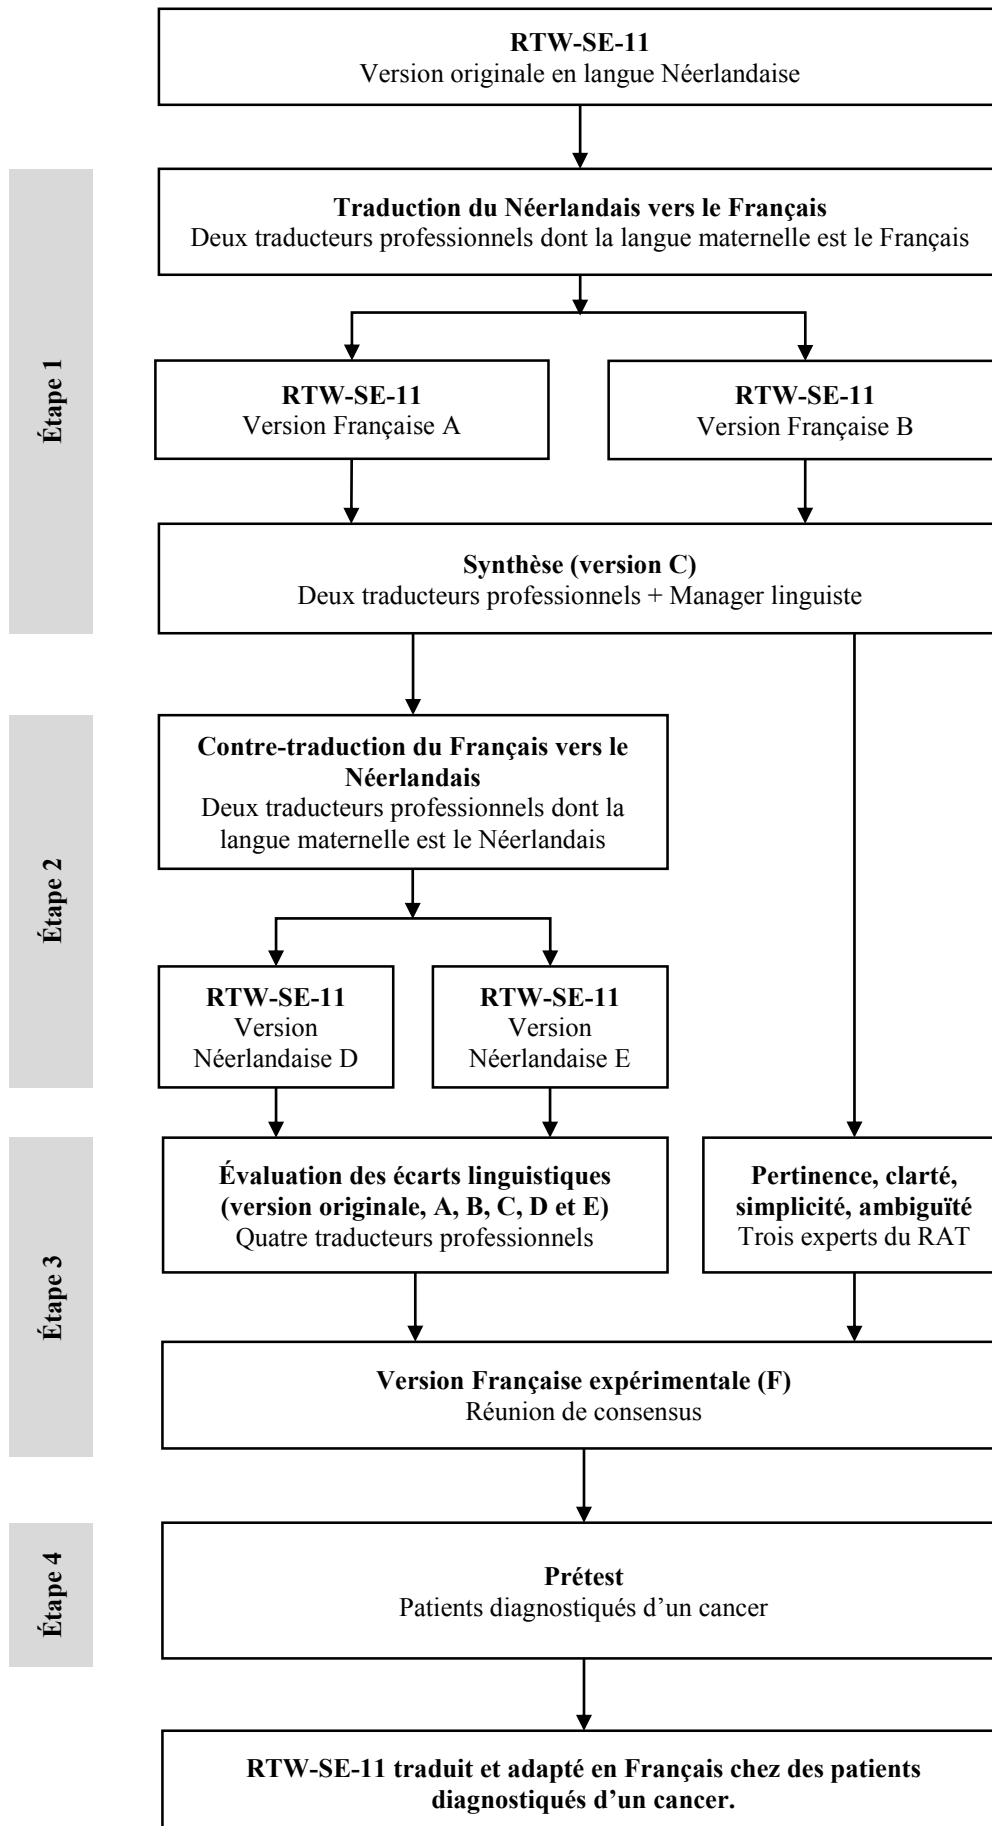 RTW-SE-11
Version originale en langue Néerlandaise
Étape 1
Traduction du Néerlandais vers le Français
Deux traducteurs professionnels dont la langue maternelle est le Français
RTW-SE-11
Version Française A
RTW-SE-11
Version Française B
Synthèse (version C)
Deux traducteurs professionnels + Manager linguiste
Étape 2
Contre-traduction du Français vers le
Néerlandais
Deux traducteurs professionnels dont la
langue maternelle est le Néerlandais
RTW-SE-11
Version
Néerlandaise D
RTW-SE-11
Version
Néerlandaise E
Étape 3
Évaluation des écarts linguistiques
(version originale, A, B, C, D et E)
Quatre traducteurs professionnels
Pertinence, clarté,
simplicité, ambiguïté
Trois experts du RAT
Version Française expérimentale (F)
Réunion de consensus
Étape 4
Prétest
Patients diagnostiqués d’un cancer
RTW-SE-11 traduit et adapté en Français chez des patients
diagnostiqués d’un cancer.